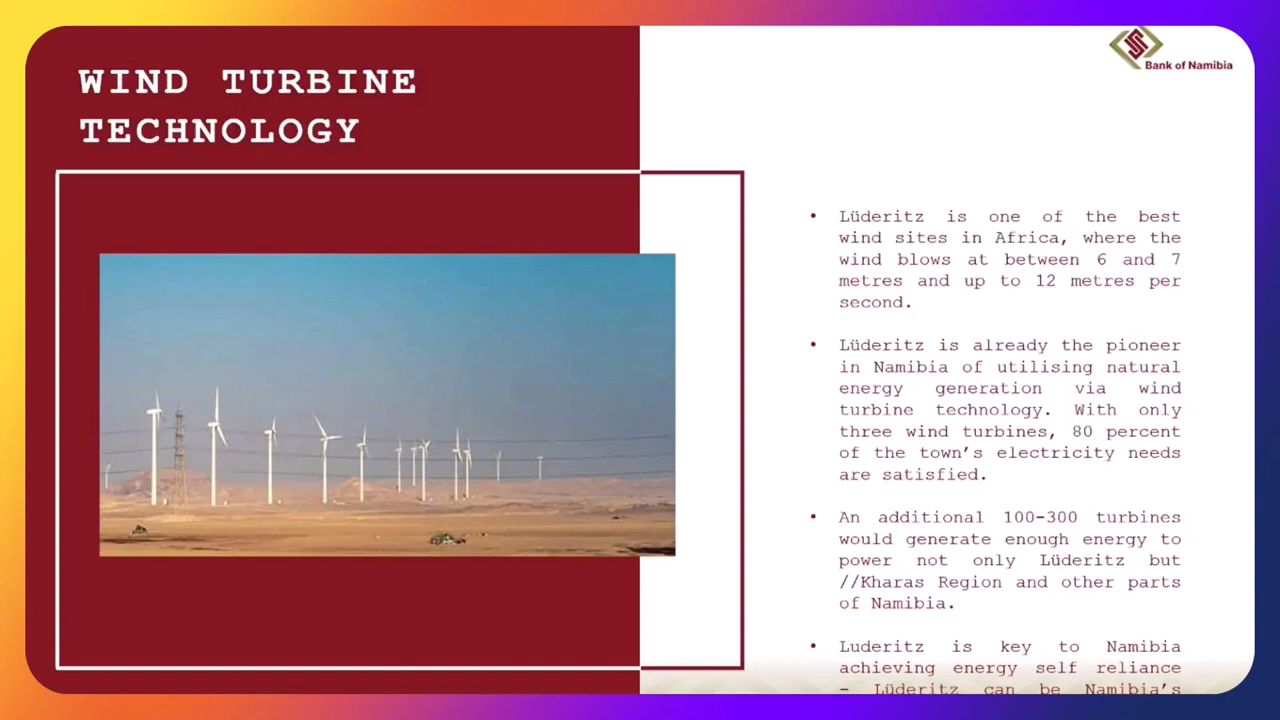 WIND TURBINE
TECHNOLOGY
Bank of Namibia
• Lüderitz is one of the best
wind sites in Africa, where the
wind blows at between 6 and 7
metres and up to 12 metres per
second.
• Lüderitz is already the pioneer
in Namibia of utilising natural
energy generation via wind
turbine technology. With only
three wind turbines, 80 percent
of the town's electricity needs
are satisfied.
• An additional 100-300 turbines
would generate enough energy to
power not only Lüderitz but
//Kharas Region and other parts
of Namibia.
• Luderitz is key to Namibia
achieving energy self reliance
– Lüderitz can be Namibia's